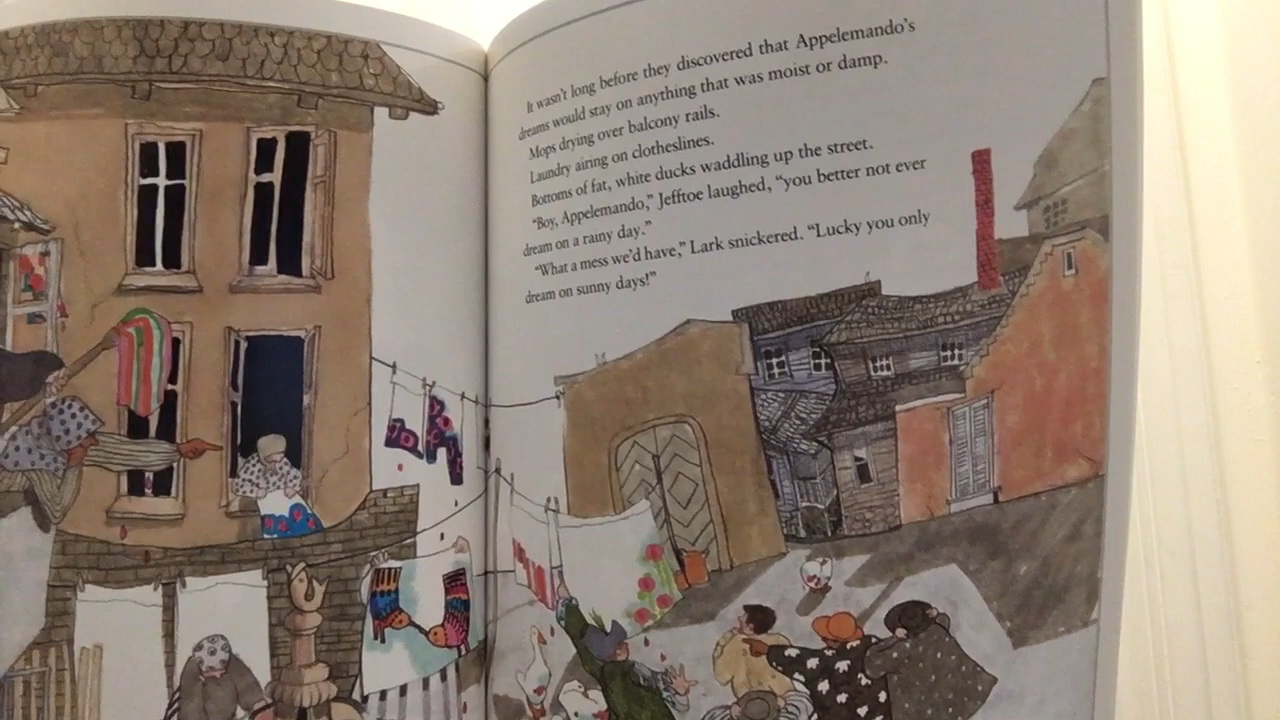 It wasn't long before they discovered that Appelemando's
dreams would stay on anything that was moist or damp.
Mops drying over balcony rails.
Laundry airing on clotheslines.
Bottoms of fat, white ducks waddling up the street.
“Boy, Appelemando,” Jefftoe laughed, “you better not ever
dream on a rainy day.”
“What a mess we'd have,” Lark snickered. “Lucky you only
dream on sunny days!”